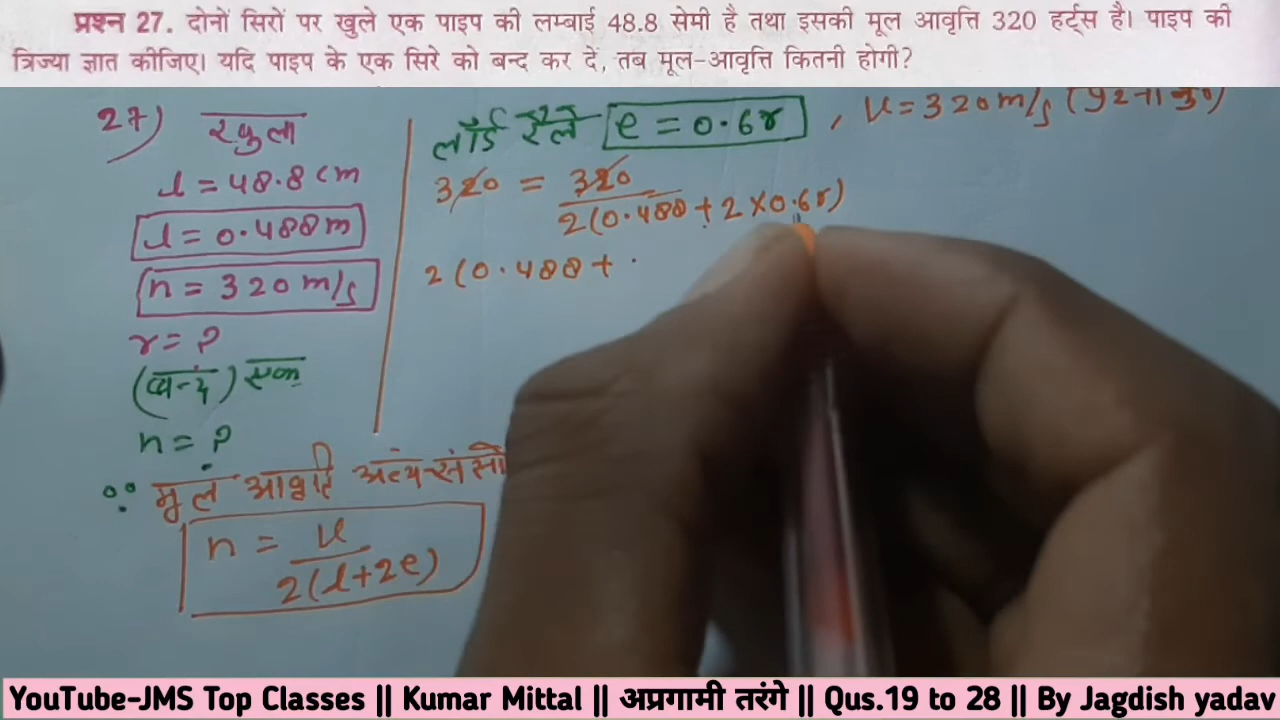 प्रश्न 27. दोनों सिरों पर खुले एक पाइप की लम्बाई 48.8 सेमी है तथा इसकी मूल आवृत्ति 320 हर्ट्स है। पाइप की
त्रिज्या ज्ञात कीजिए। यदि पाइप के एक सिरे को बन्द कर दें, तब मूल-आवृत्ति कितनी होगी?
27) खुला
l = 48.8 cm
l = 0.488 m
n = 320 m/s
r = ?
(बन्द) एक
n = ?
∵ मूल आवृति
n = v/2(l+2e)
लॉर्ड रैले e = 0.6r , v = 320 m/s
320 = 320/2(0.488 + 2×0.6r)
2(0.488 + .
YouTube-JMS Top Classes || Kumar Mittal || अप्रगामी तरंगे || Qus.19 to 28 || By Jagdish yadav